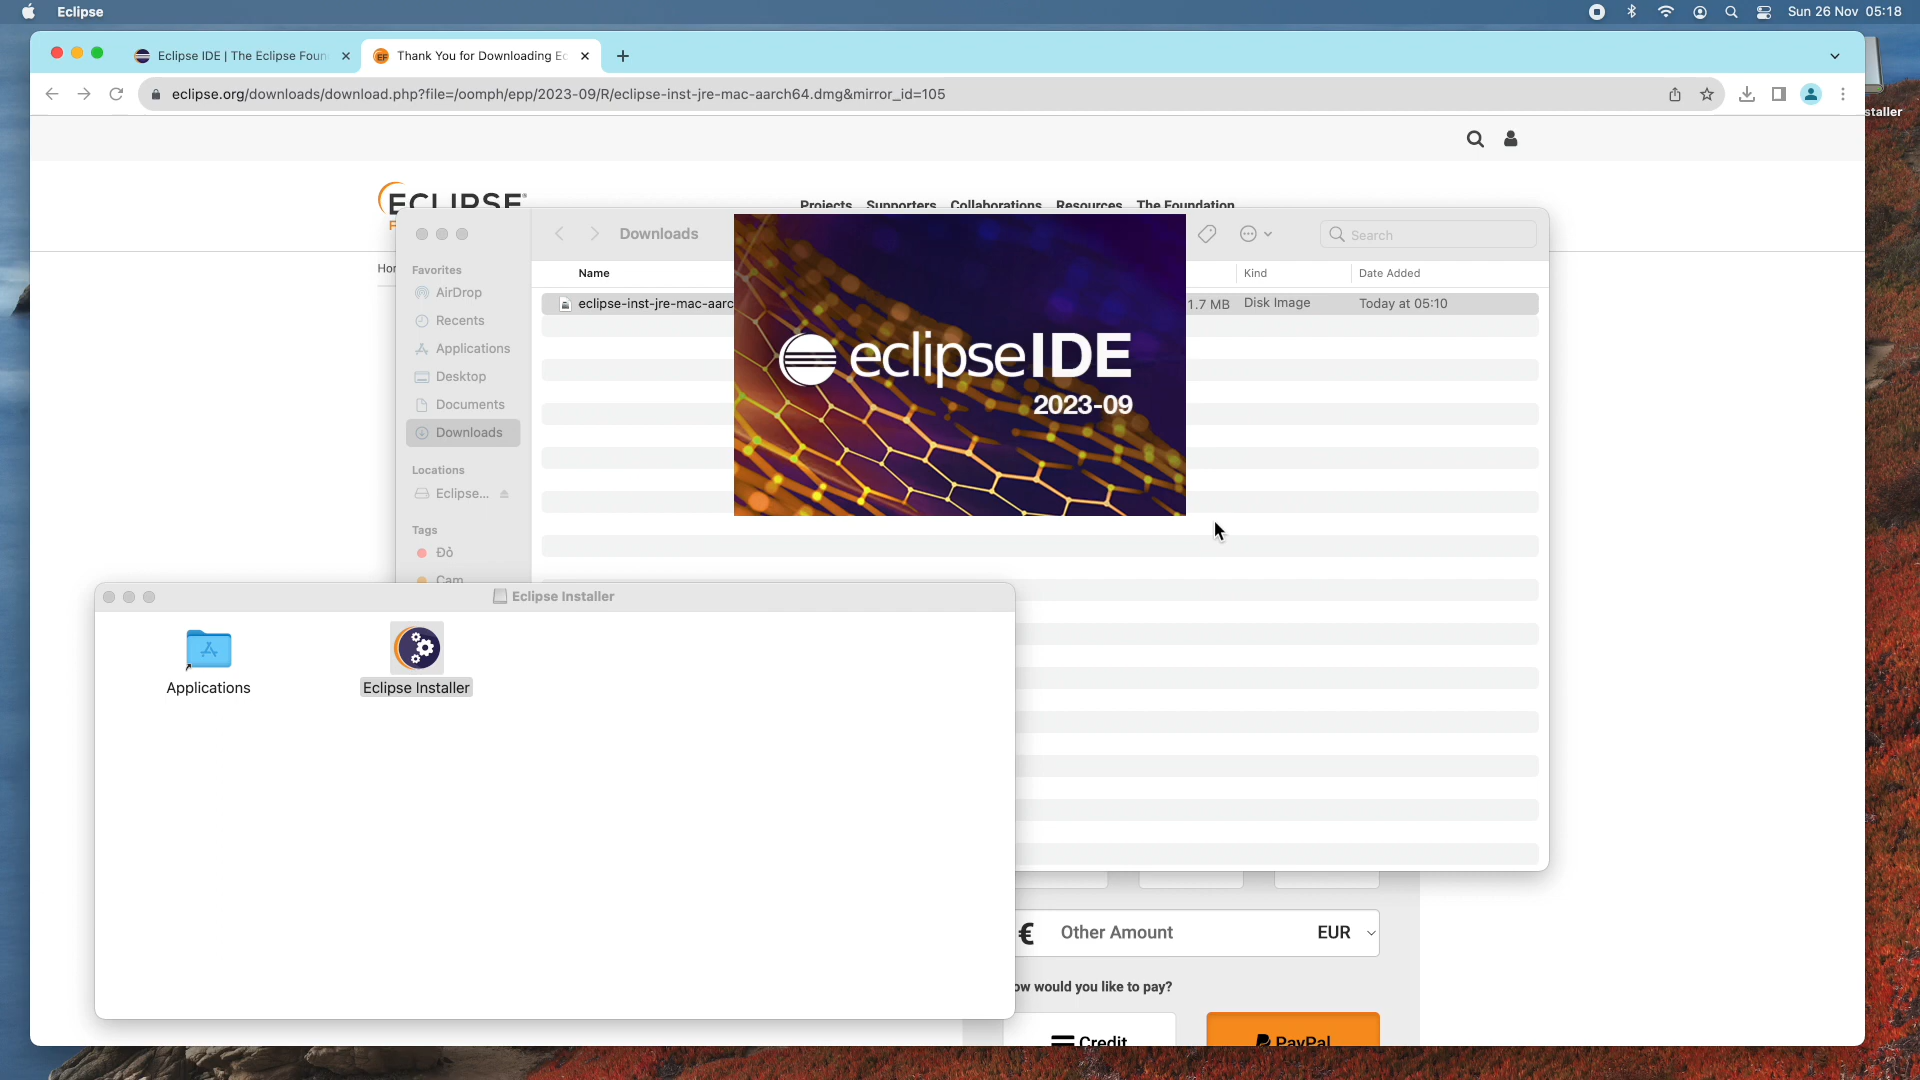 Eclipse
Sun 26 Nov 05:18
Eclipse IDE | The Eclipse Foun
Thank You for Downloading Ec
eclipse.org/downloads/download.php?file=/oomph/epp/2023-09/R/eclipse-inst-jre-mac-aarch64.dmg&mirror_id=105
staller
ECLIPSE
Projects Supporters Collaborations Resources The Foundation
Downloads
Search
Favorites
Name
Kind
Date Added
AirDrop
eclipse-inst-jre-mac-aarc
1.7 MB
Disk Image
Today at 05:10
Recents
Applications
Desktop
Documents
Downloads
Locations
Eclipse...
Tags
Đỏ
Cam
eclipseIDE
2023-09
Eclipse Installer
Applications
Eclipse Installer
€ Other Amount EUR
ow would you like to pay?
Credit
PayPal